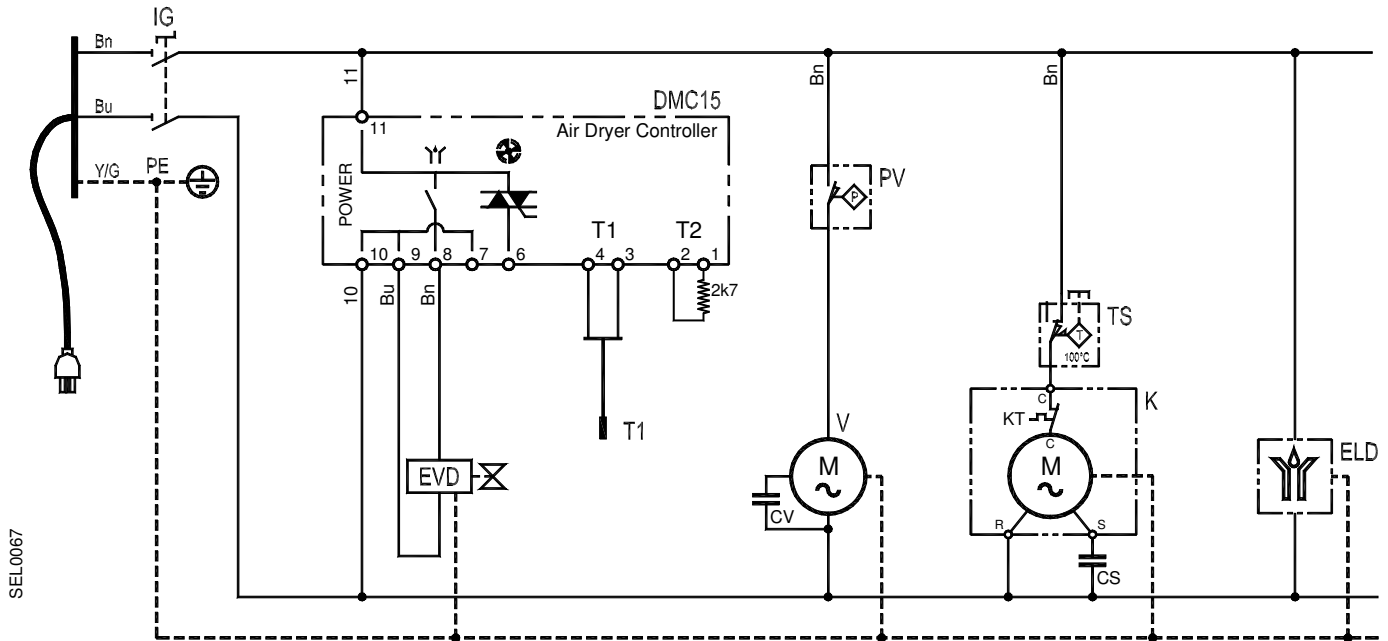 IG
Bn
Bu
Y/G PE
11
DMC15
11
Air Dryer Controller
POWER
T1 T2
10 9 8 7 6 4 3 2 1
10 Bu Bn
2k7
T1
EVD
Bn
PV
P
V
M
CV
Bn
TS
T
100°C
C
K
KT
C
M
R S
CS
ELD
SEL0067